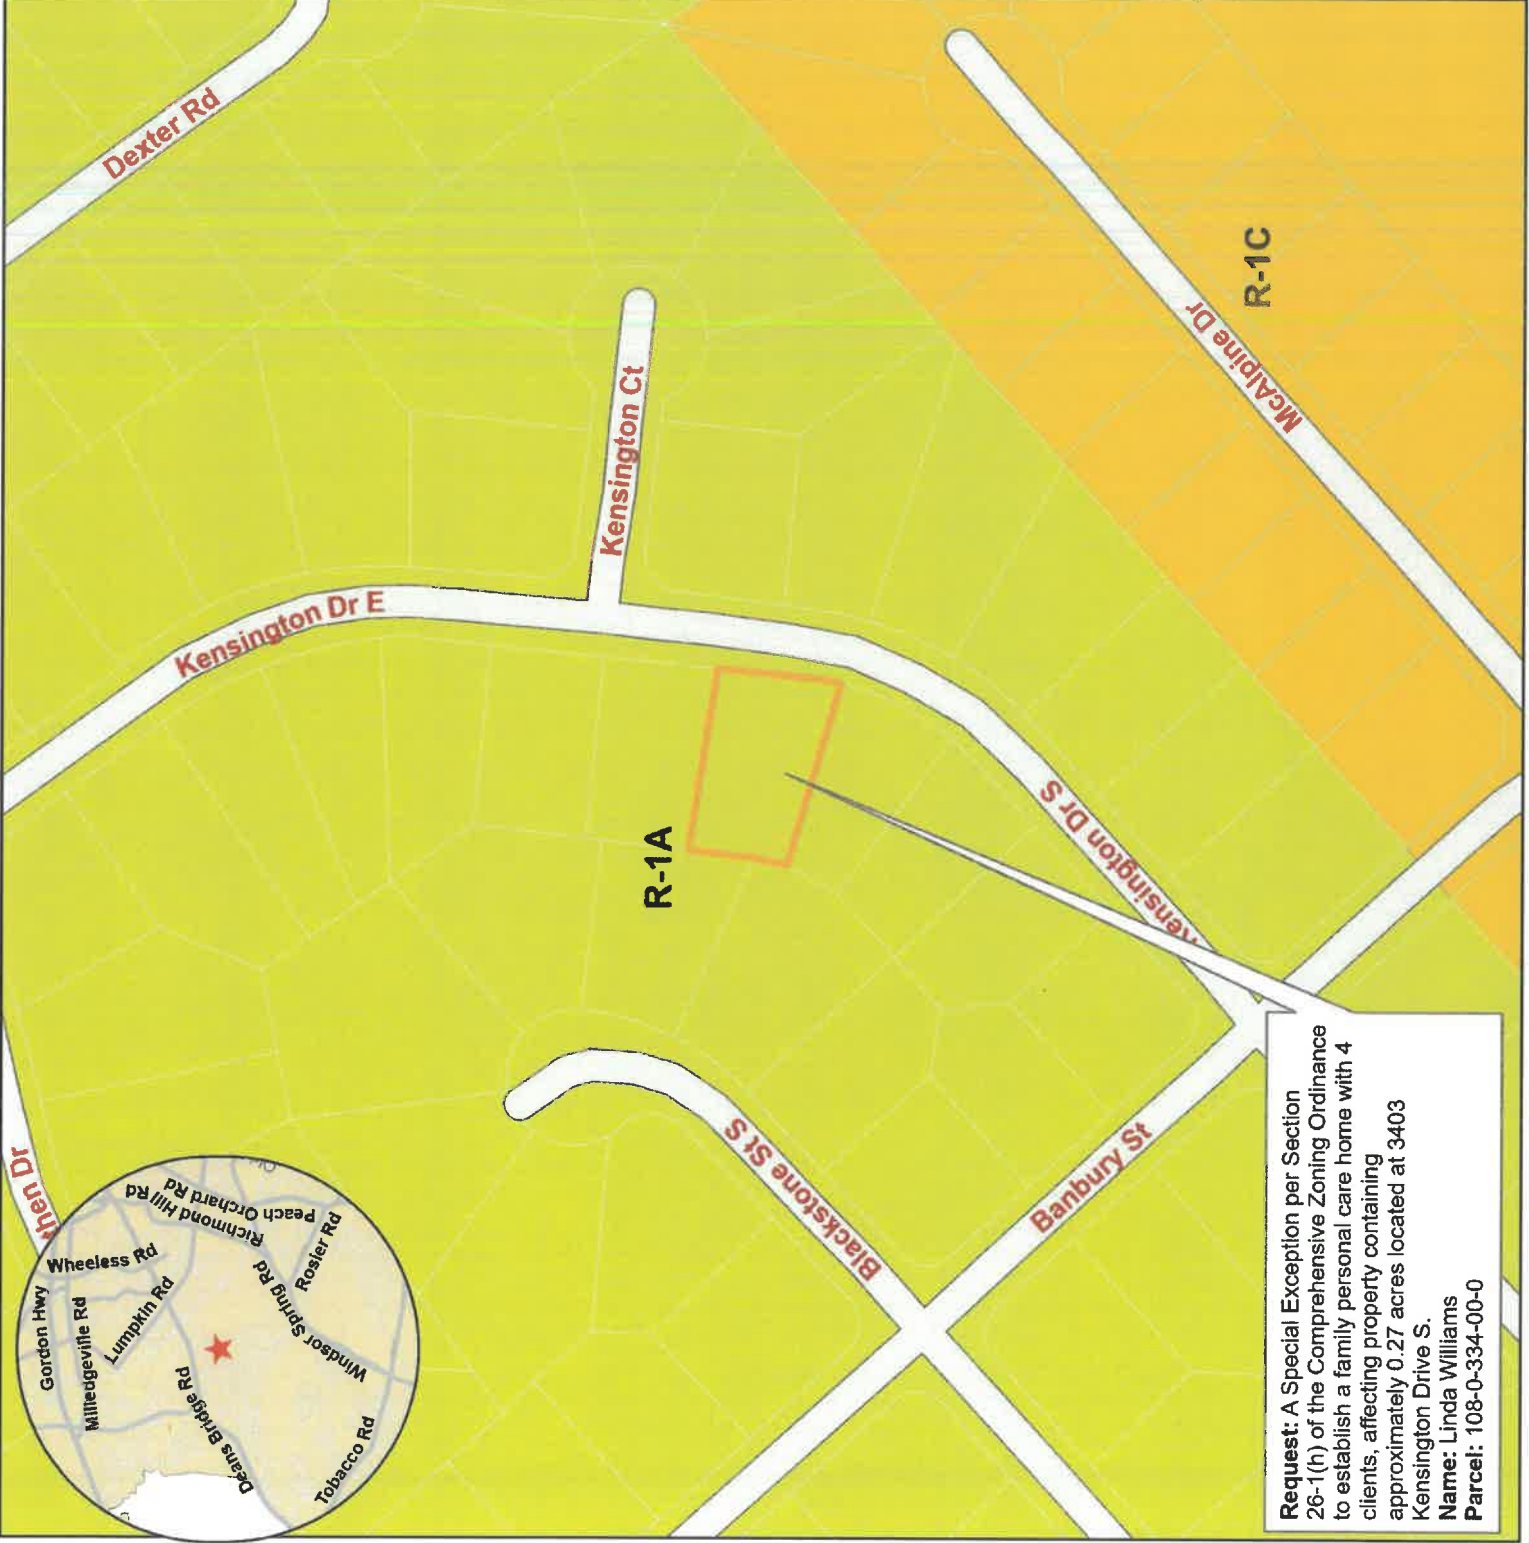 Gordon Hwy
Wheeless Rd
Milledgeville Rd
Lumpkin Rd
Richmond Hill Rd
Peach Orchard Rd
Rosier Rd
Windsor Spring Rd
Deans Bridge Rd
Tobacco Rd
then Dr
Dexter Rd
Kensington Dr E
Kensington Ct
R-1A
R-1C
McAlpine Dr
Kensington Dr S
Blackstone St S
Banbury St
Request: A Special Exception per Section
26-1(h) of the Comprehensive Zoning Ordinance
to establish a family personal care home with 4
clients, affecting property containing
approximately 0.27 acres located at 3403
Kensington Drive S.
Name: Linda Williams
Parcel: 108-0-334-00-0